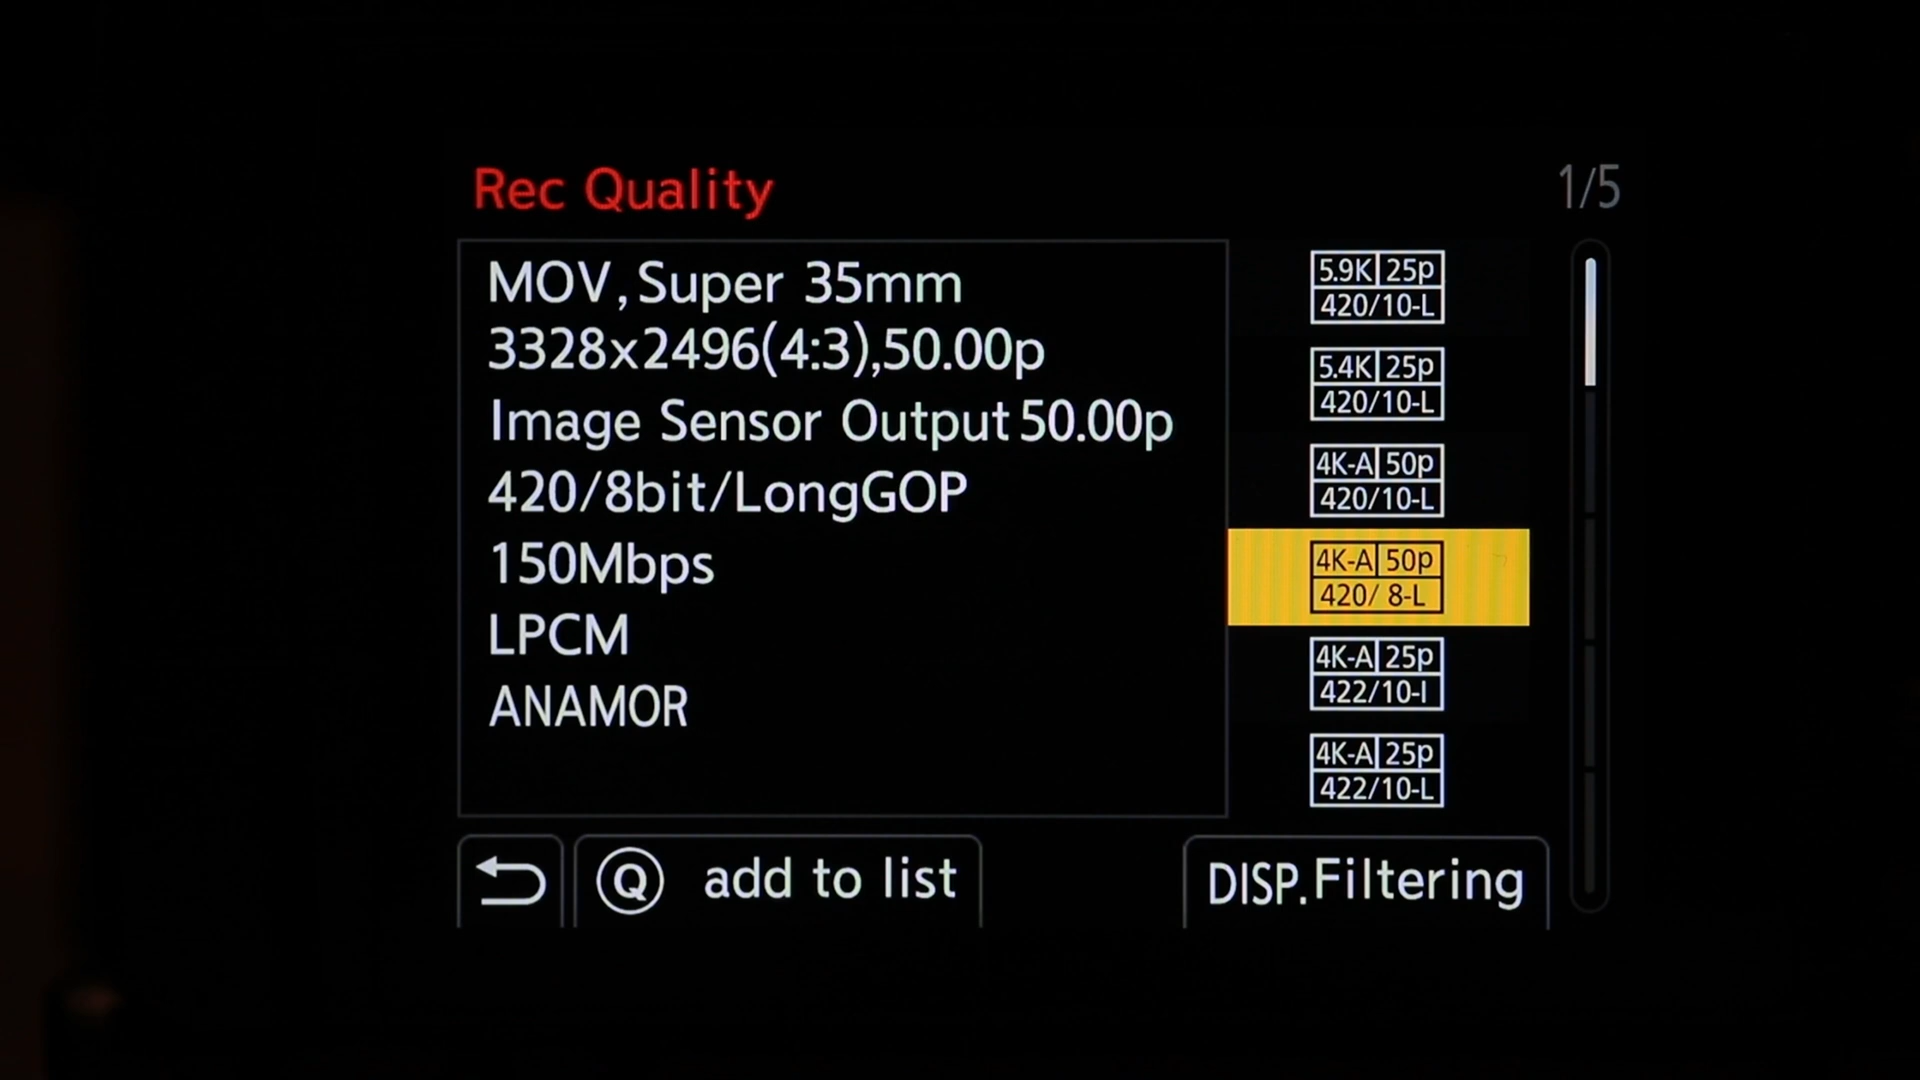 Rec Quality
1/5
MOV,Super 35mm
3328x2496(4:3),50.00p
Image Sensor Output 50.00p
420/8bit/LongGOP
150Mbps
LPCM
ANAMOR
5.9K 25p
420/10-L
5.4K 25p
420/10-L
4K-A 50p
420/10-L
4K-A 50p
420/ 8-L
4K-A 25p
422/10-I
4K-A 25p
422/10-L
Q add to list
DISP.Filtering